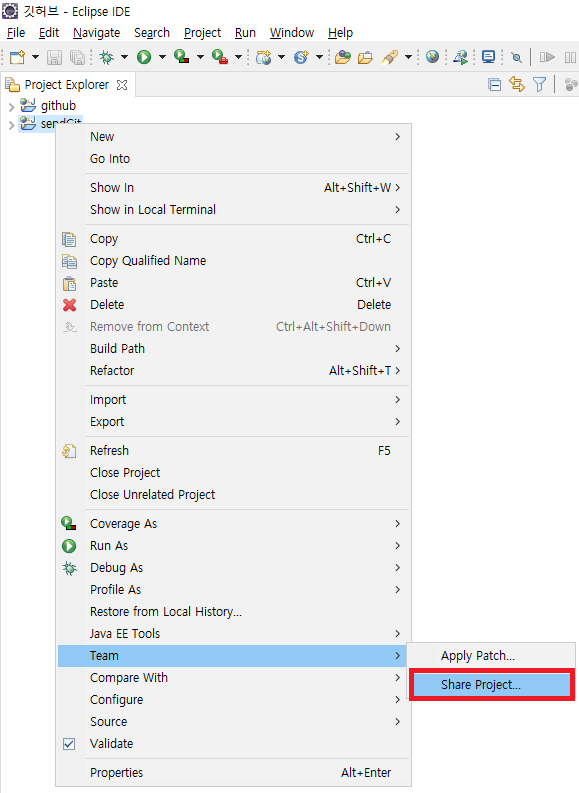 깃허브 - Eclipse IDE
File Edit Navigate Search Project Run Window Help
Project Explorer
github
sendGit
New
Go Into
Show In Alt+Shift+W
Show in Local Terminal
Copy Ctrl+C
Copy Qualified Name
Paste Ctrl+V
Delete Delete
Remove from Context Ctrl+Alt+Shift+Down
Build Path
Refactor Alt+Shift+T
Import
Export
Refresh F5
Close Project
Close Unrelated Project
Coverage As
Run As
Debug As
Profile As
Restore from Local History...
Java EE Tools
Team
Apply Patch...
Compare With
Share Project...
Configure
Source
Validate
Properties Alt+Enter